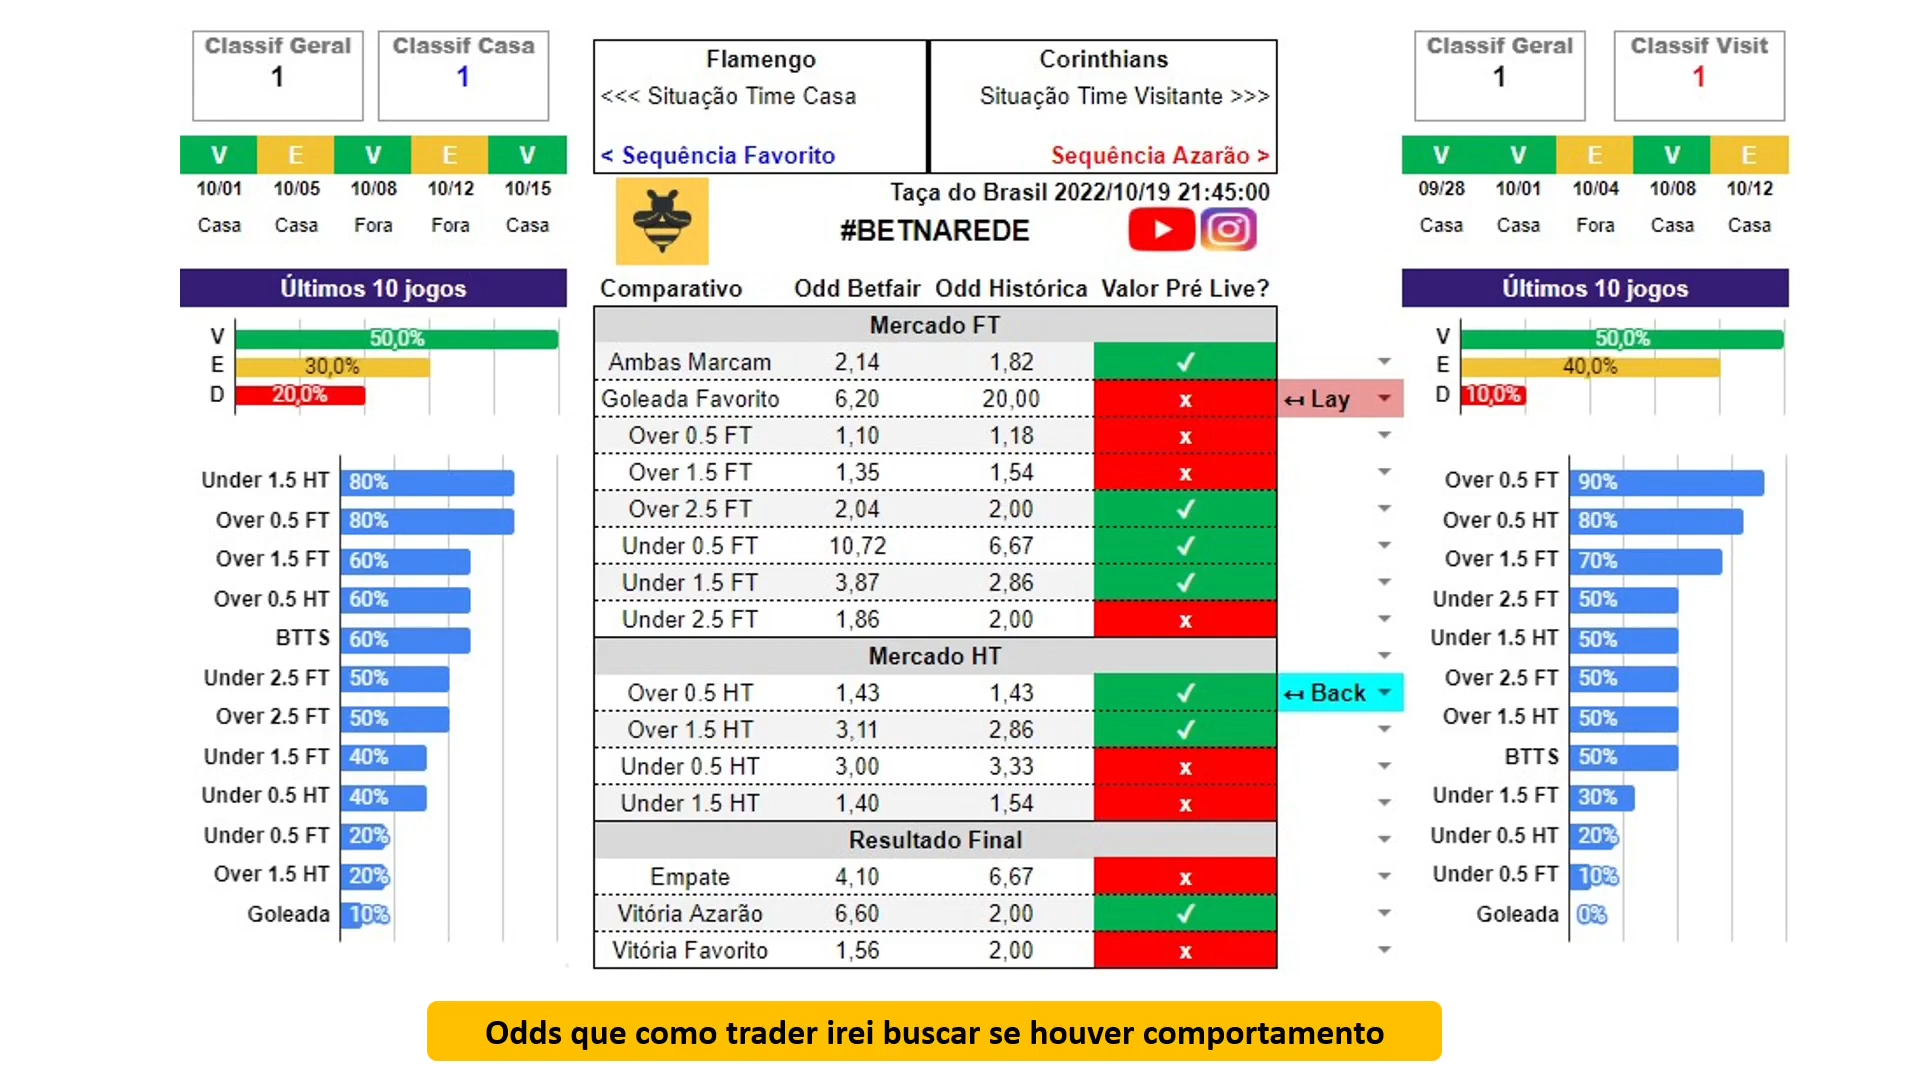 Classif Geral
1
Classif Casa
1
V E V E V
10/01 10/05 10/08 10/12 10/15
Casa Casa Fora Fora Casa
Últimos 10 jogos
V 50,0%
E 30,0%
D 20,0%
Under 1.5 HT 80%
Over 0.5 FT 80%
Over 1.5 FT 60%
Over 0.5 HT 60%
BTTS 60%
Under 2.5 FT 50%
Over 2.5 FT 50%
Under 1.5 FT 40%
Under 0.5 HT 40%
Under 0.5 FT 20%
Over 1.5 HT 20%
Goleada 10%
Flamengo
<<< Situação Time Casa
< Sequência Favorito
Corinthians
Situação Time Visitante >>>
Sequência Azarão >
Taça do Brasil 2022/10/19 21:45:00
#BETNAREDE
Comparativo Odd Betfair Odd Histórica Valor Pré Live?
Mercado FT
Ambas Marcam 2,14 1,82 ✓
Goleada Favorito 6,20 20,00 x ↤ Lay
Over 0.5 FT 1,10 1,18 x
Over 1.5 FT 1,35 1,54 x
Over 2.5 FT 2,04 2,00 ✓
Under 0.5 FT 10,72 6,67 ✓
Under 1.5 FT 3,87 2,86 ✓
Under 2.5 FT 1,86 2,00 x
Mercado HT
Over 0.5 HT 1,43 1,43 ✓ ↤ Back
Over 1.5 HT 3,11 2,86 ✓
Under 0.5 HT 3,00 3,33 x
Under 1.5 HT 1,40 1,54 x
Resultado Final
Empate 4,10 6,67 x
Vitória Azarão 6,60 2,00 ✓
Vitória Favorito 1,56 2,00 x
Classif Geral
1
Classif Visit
1
V V E V E
09/28 10/01 10/04 10/08 10/12
Casa Casa Fora Casa Casa
Últimos 10 jogos
V 50,0%
E 40,0%
D 10,0%
Over 0.5 FT 90%
Over 0.5 HT 80%
Over 1.5 FT 70%
Under 2.5 FT 50%
Under 1.5 HT 50%
Over 2.5 FT 50%
Over 1.5 HT 50%
BTTS 50%
Under 1.5 FT 30%
Under 0.5 HT 20%
Under 0.5 FT 10%
Goleada 0%
Odds que como trader irei buscar se houver comportamento